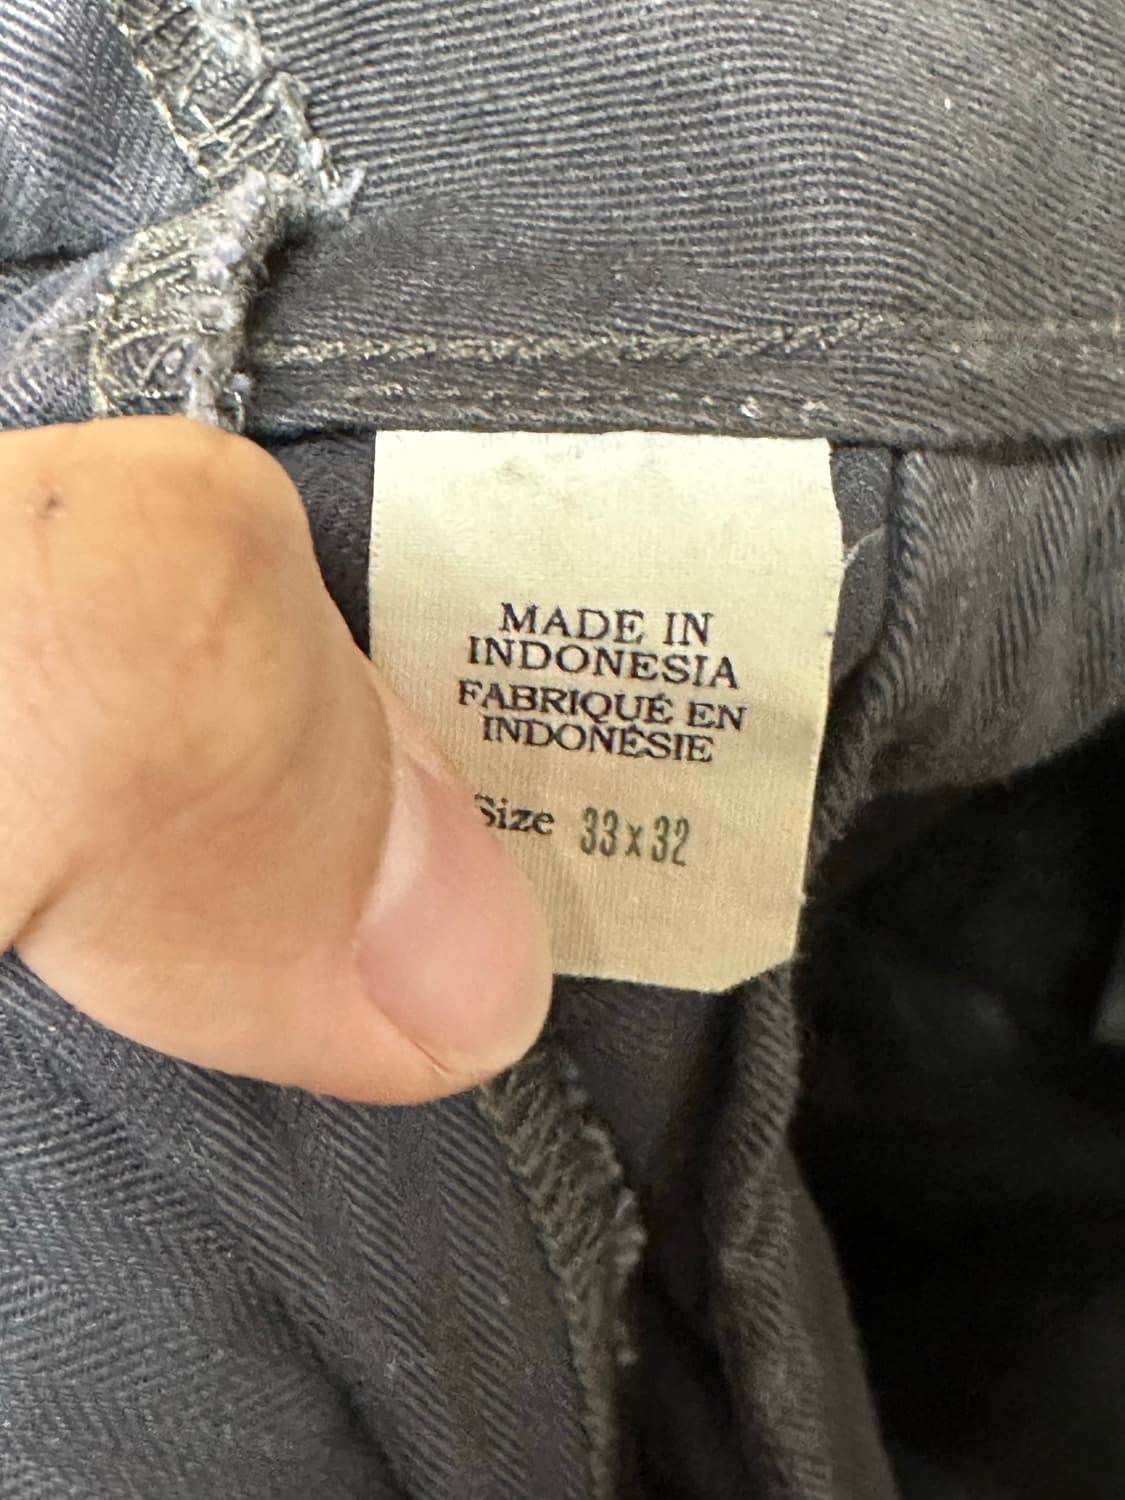 MADE IN
INDONESIA
FABRIQUÉ EN
INDONÉSIE
Size 33 x 32